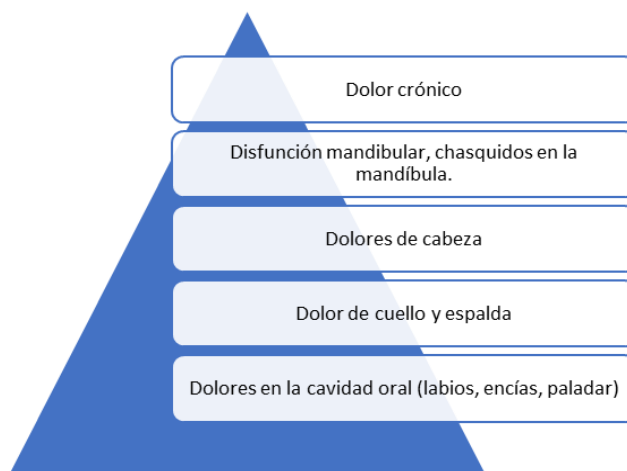 Dolor crónico
Disfunción mandibular, chasquidos en la
mandíbula.
Dolores de cabeza
Dolor de cuello y espalda
Dolores en la cavidad oral (labios, encías, paladar)